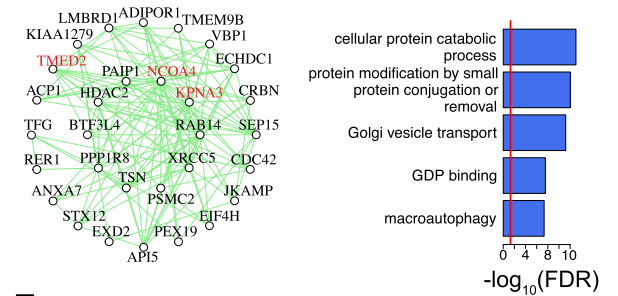 LMBRD1 ADIPOR1 TMEM9B
KIAA1279 VBP1
TMED2 PAIP1 NCOA4 ECHDC1
ACP1 HDAC2 KPNA3 CRBN
TFG BTF3L4 RAB14 SEP15
RER1 PPP1R8 XRCC5 CDC42
ANXA7 TSN PSMC2 JKAMP
STX12 EIF4H
EXD2 PEX19
API5
cellular protein catabolic
process
protein modification by small
protein conjugation or
removal
Golgi vesicle transport
GDP binding
macroautophagy
0 4 8 10
-log10(FDR)